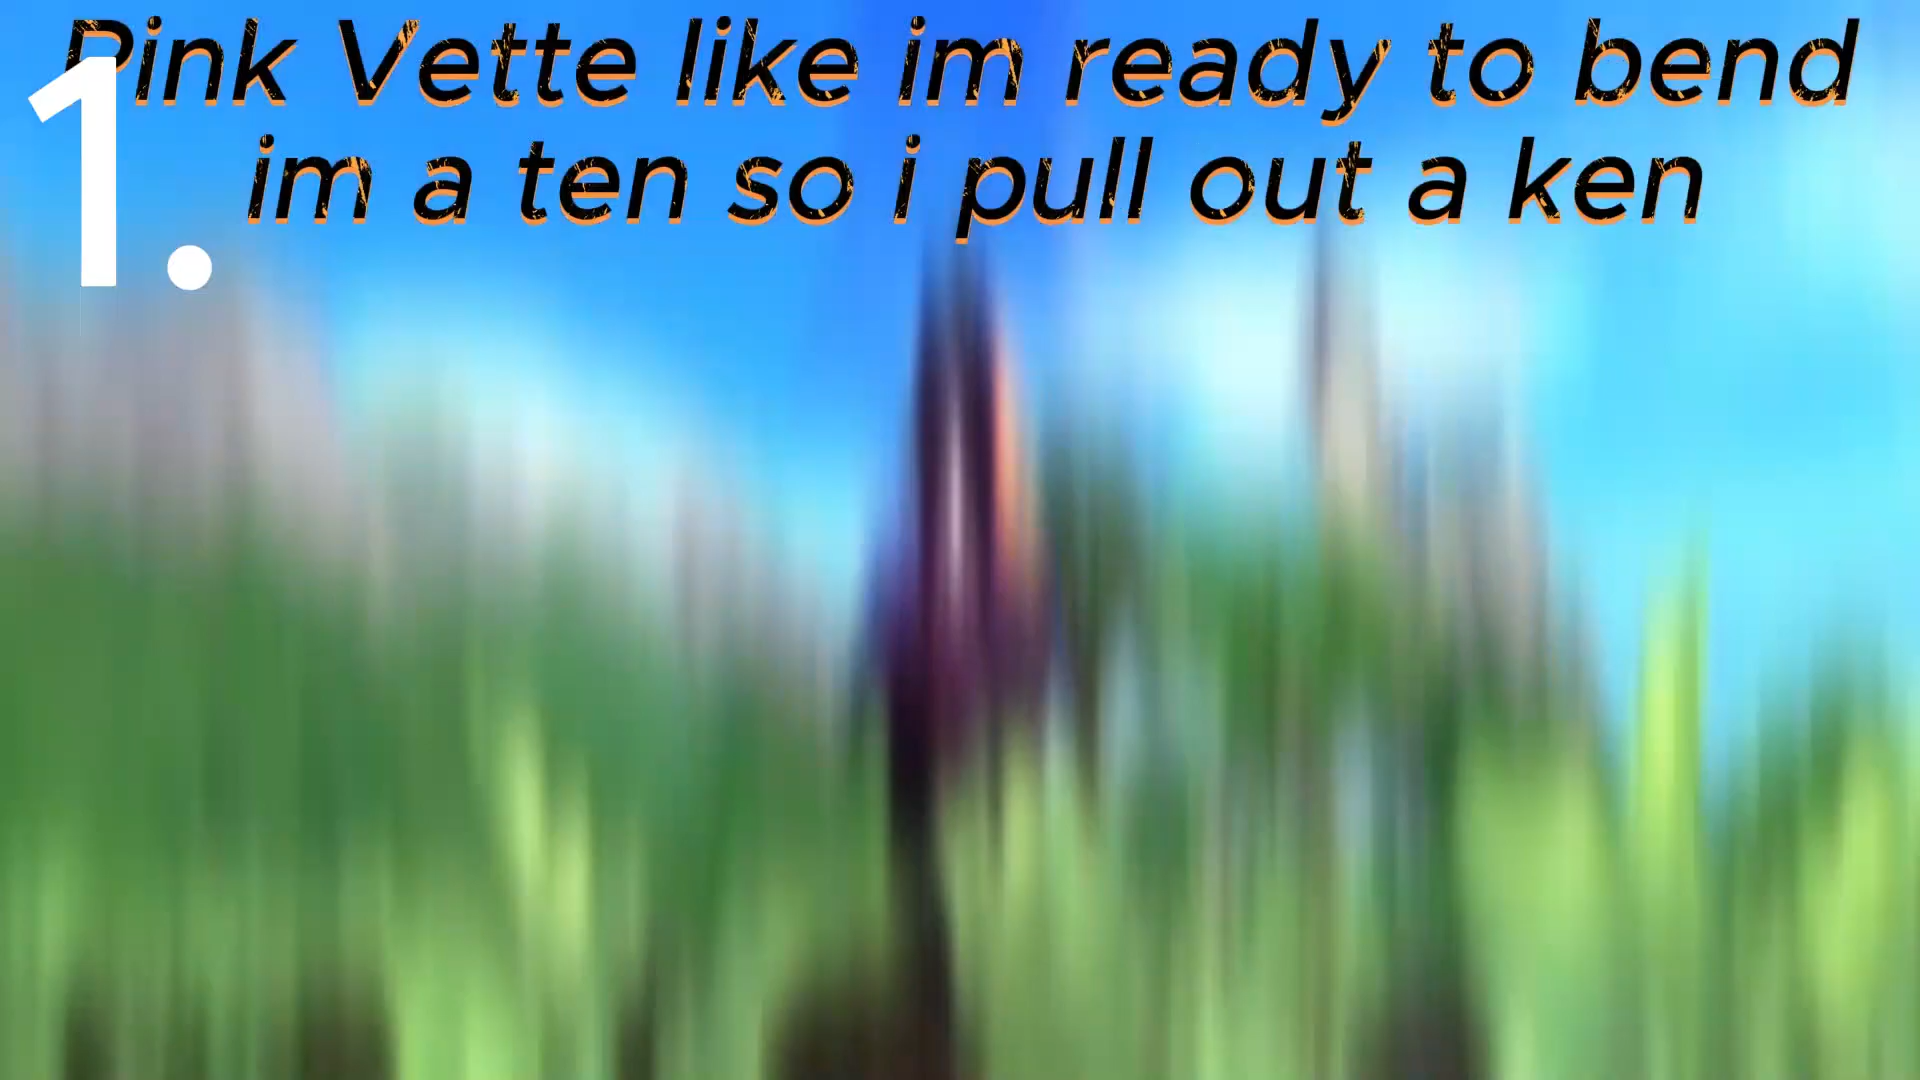 Pink Vette like im ready to bend
im a ten so i pull out a ken
1.